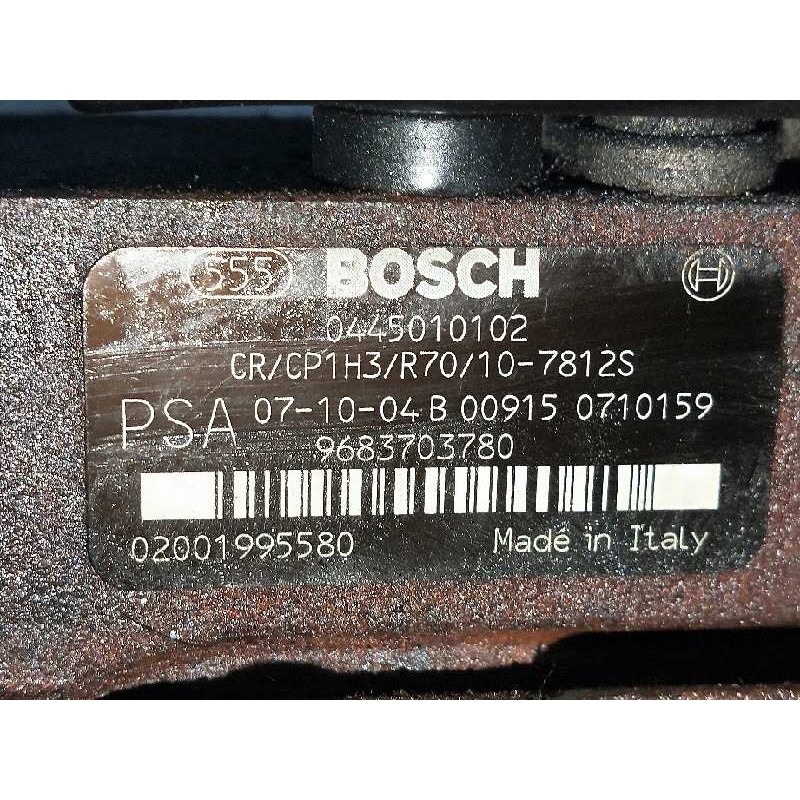 555 BOSCH
0445010102
CR/CP1H3/R70/10-7812S
PSA 07-10-04 B 00915 0710159
9683703780
02001995580 Made in Italy